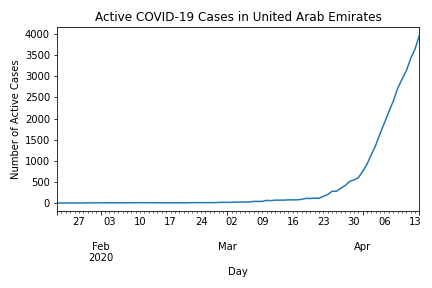 Active COVID-19 Cases in United Arab Emirates
Number of Active Cases
4000
3500
3000
2500
2000
1500
1000
500
0
27 03 10 17 24 02 09 16 23 30 06 13
Feb Mar Apr
2020
Day